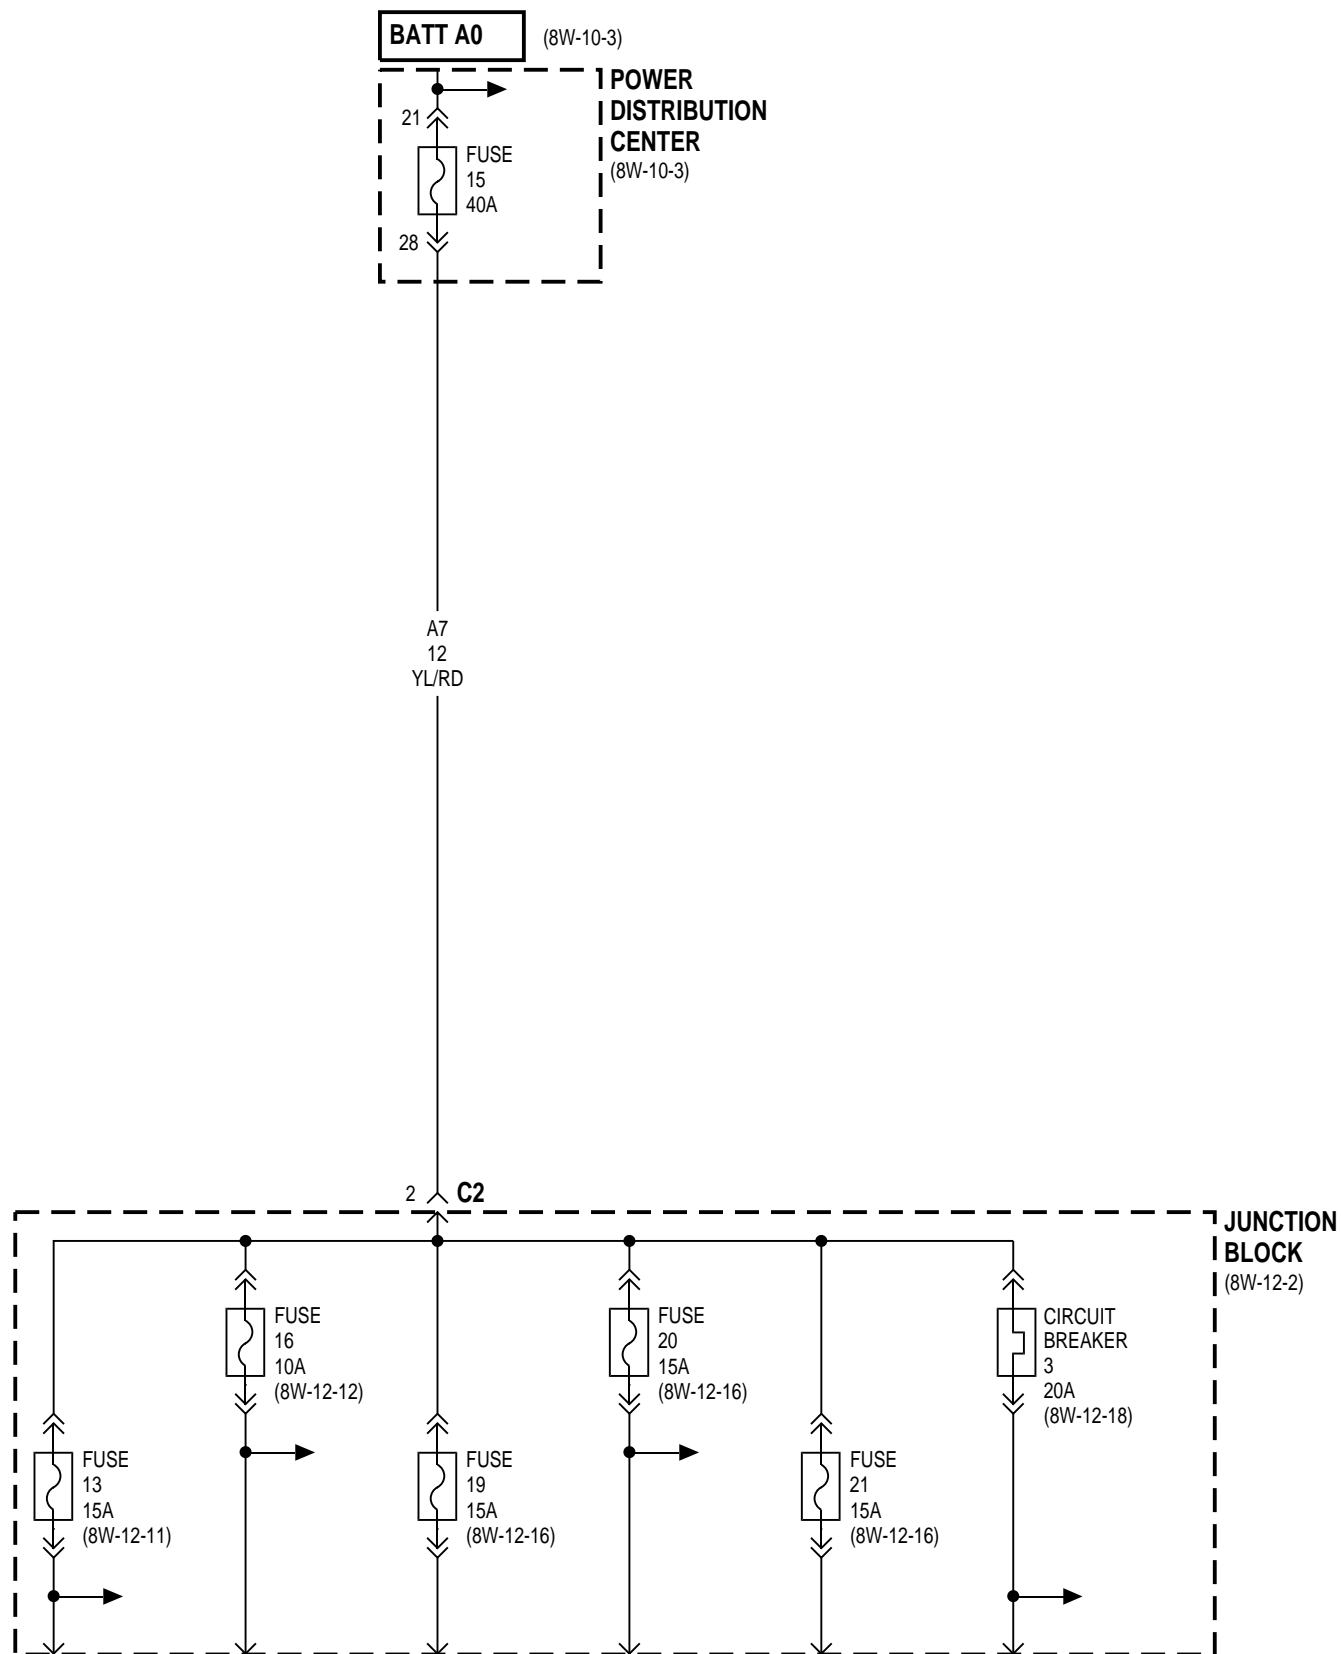 BATT A0
(8W-10-3)
POWER
DISTRIBUTION
CENTER
(8W-10-3)
21
FUSE
15
40A
28
A7
12
YL/RD
2
C2
JUNCTION
BLOCK
(8W-12-2)
FUSE
16
10A
(8W-12-12)
FUSE
20
15A
(8W-12-16)
CIRCUIT
BREAKER
3
20A
(8W-12-18)
FUSE
13
15A
(8W-12-11)
FUSE
19
15A
(8W-12-16)
FUSE
21
15A
(8W-12-16)